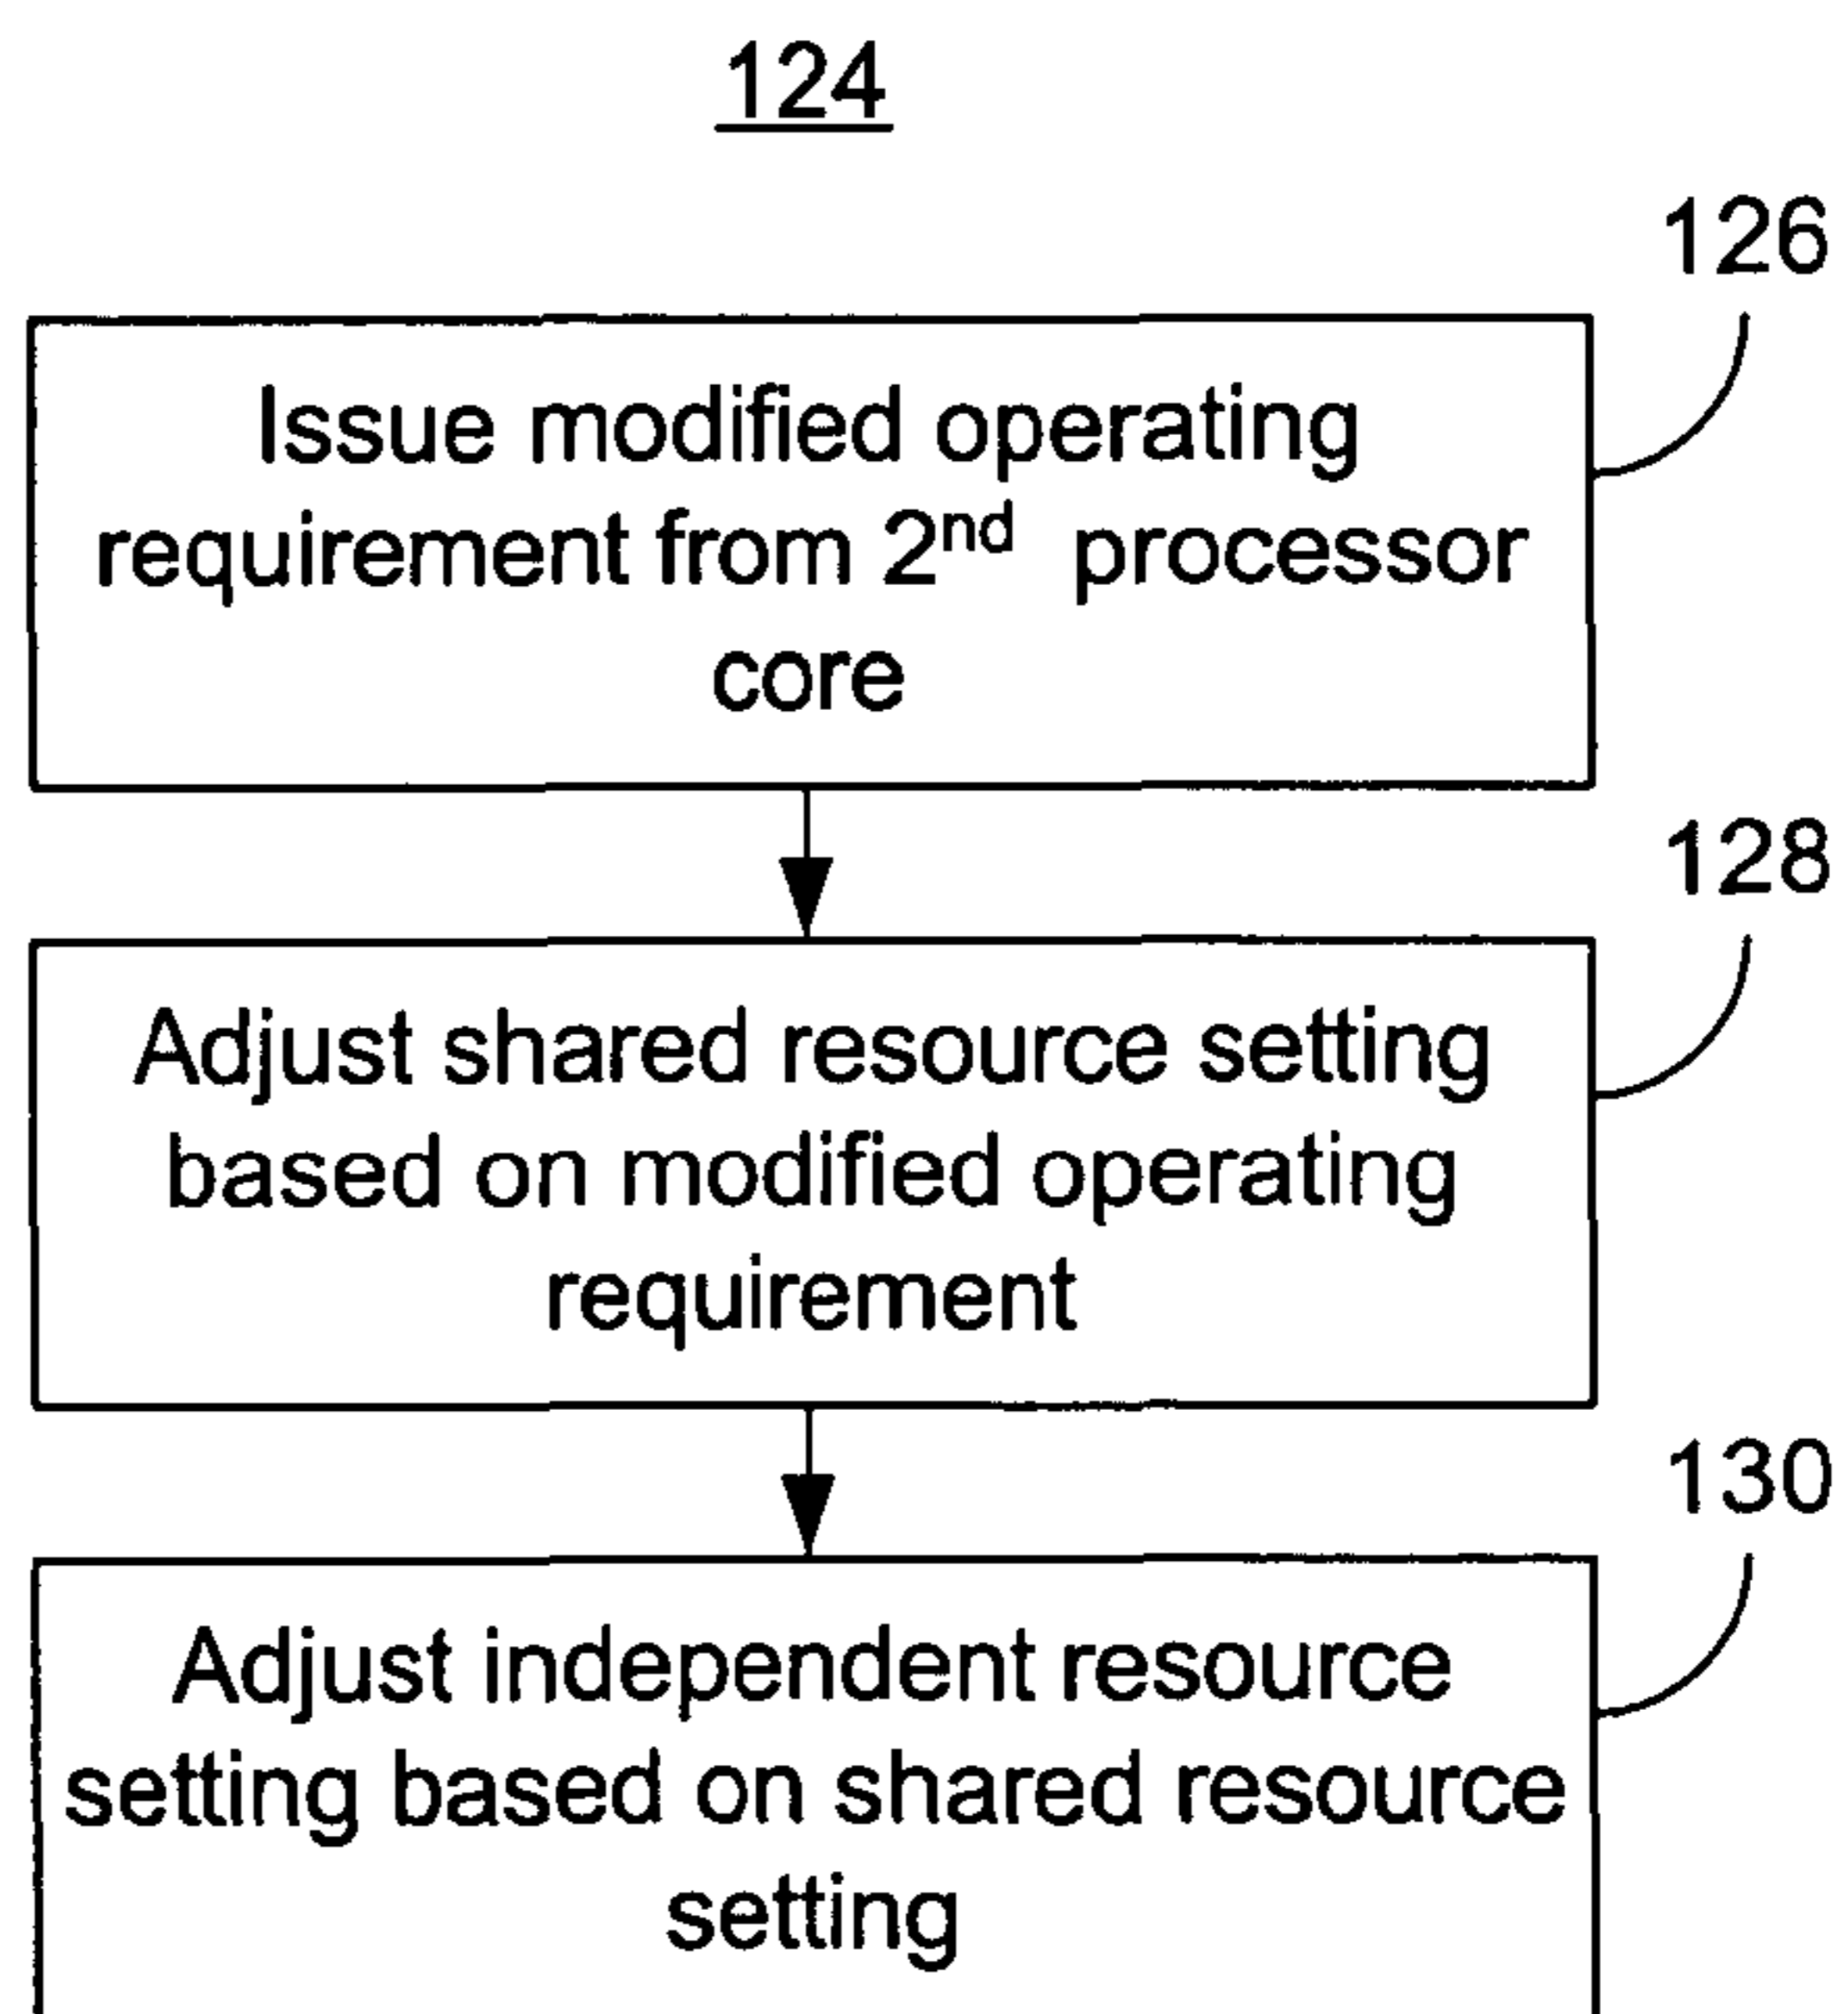 124
126
Issue modified operating
requirement from 2nd processor
core
128
Adjust shared resource setting
based on modified operating
requirement
130
Adjust independent resource
setting based on shared resource
setting